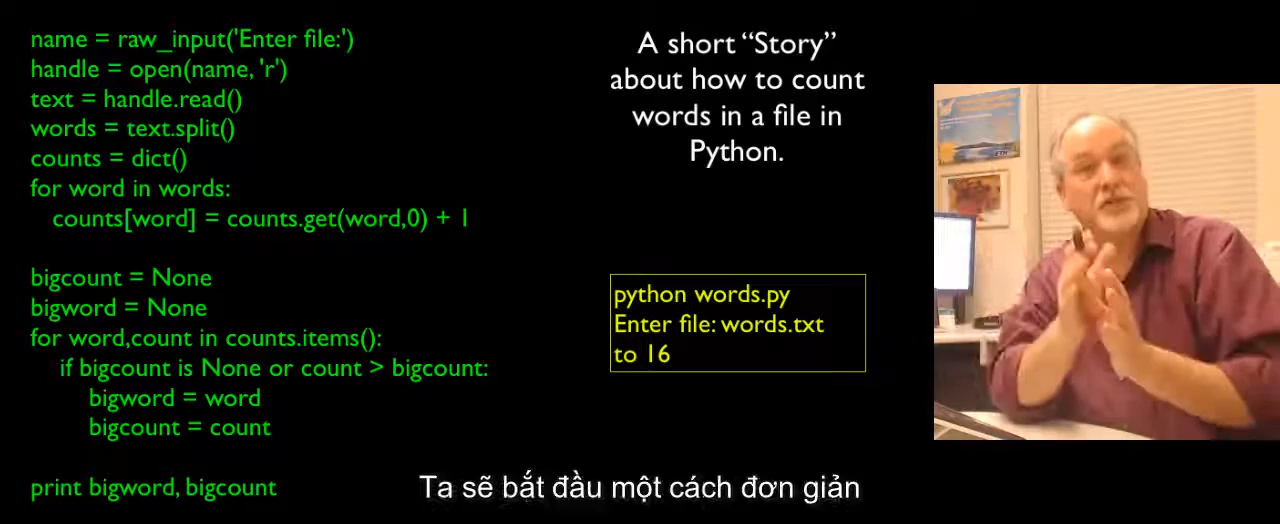 name = raw_input('Enter file:')
handle = open(name, 'r')
text = handle.read()
words = text.split()
counts = dict()
for word in words:
counts[word] = counts.get(word,0) + 1
bigcount = None
bigword = None
for word,count in counts.items():
if bigcount is None or count > bigcount:
bigword = word
bigcount = count
print bigword, bigcount
A short “Story”
about how to count
words in a file in
Python.
python words.py
Enter file: words.txt
to 16
Ta sẽ bắt đầu một cách đơn giản